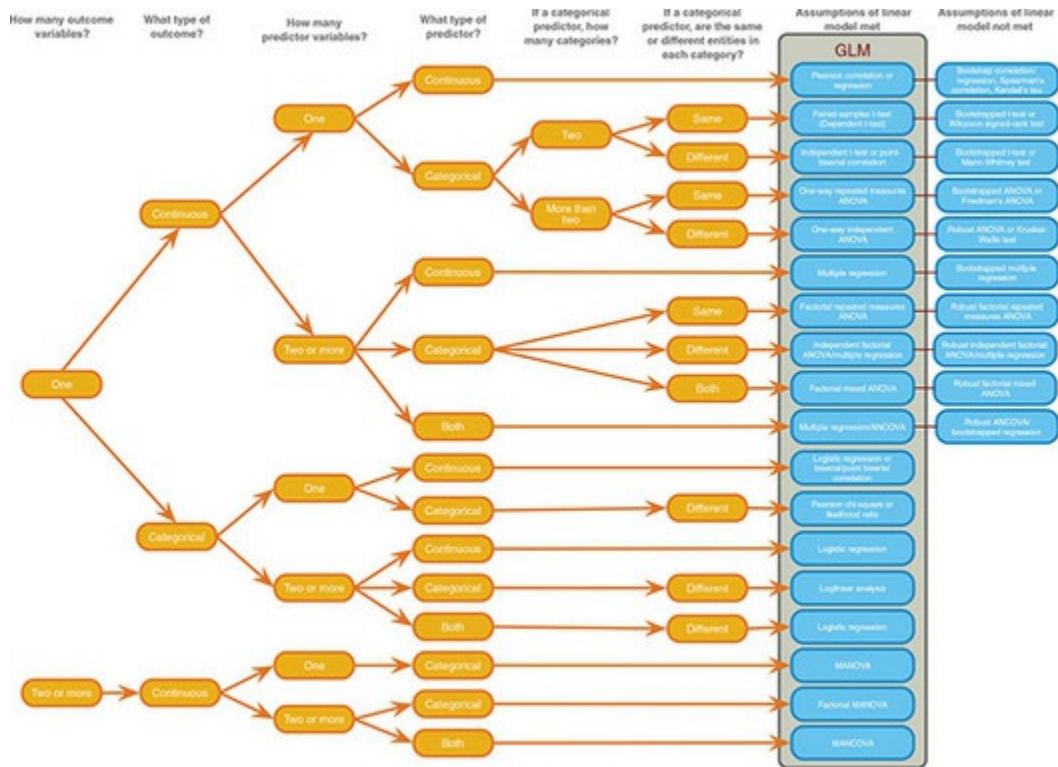 How many outcome
variables?
What type of
outcome?
How many
predictor variables?
What type of
predictor?
If a categorical
predictor, how
many categories?
If a categorical
predictor, are the same
or different entities in
each category?
Assumptions of linear
model met
Assumptions of linear
model not met
GLM
Continuous
Pearson correlation or
regression
Bootstrap correlation/
regression, Spearman's
correlation, Kendall's tau
One
Two
Same
Paired-samples t-test
(Dependent t-test)
Bootstrapped t-test or
Wilcoxon signed-rank test
Categorical
Different
Independent t-test or point-
biserial correlation
Bootstrapped t-test or
Mann-Whitney test
Continuous
More than
two
Same
One-way repeated measures
ANOVA
Bootstrapped ANOVA or
Friedman's ANOVA
Different
One-way independent
ANOVA
Robust ANOVA or Kruskal-
Wallis test
Continuous
Multiple regression
Bootstrapped multiple
regression
Same
Factorial repeated measures
ANOVA
Robust factorial repeated
measures ANOVA
Two or more
Categorical
Different
Independent factorial
ANOVA/multiple regression
Robust independent factorial
ANOVA/multiple regression
One
Both
Factorial mixed ANOVA
Robust factorial mixed
ANOVA
Both
Multiple regression/ANCOVA
Robust ANCOVA/
bootstrapped regression
One
Continuous
Logistic regression or
biserial/point biserial
correlation
Categorical
Different
Pearson chi-square or
likelihood ratio
Categorical
Continuous
Logistic regression
Two or more
Categorical
Different
Loglinear analysis
Both
Different
Logistic regression
Two or more
Continuous
One
Categorical
MANOVA
Two or more
Categorical
Factorial MANOVA
Both
MANCOVA